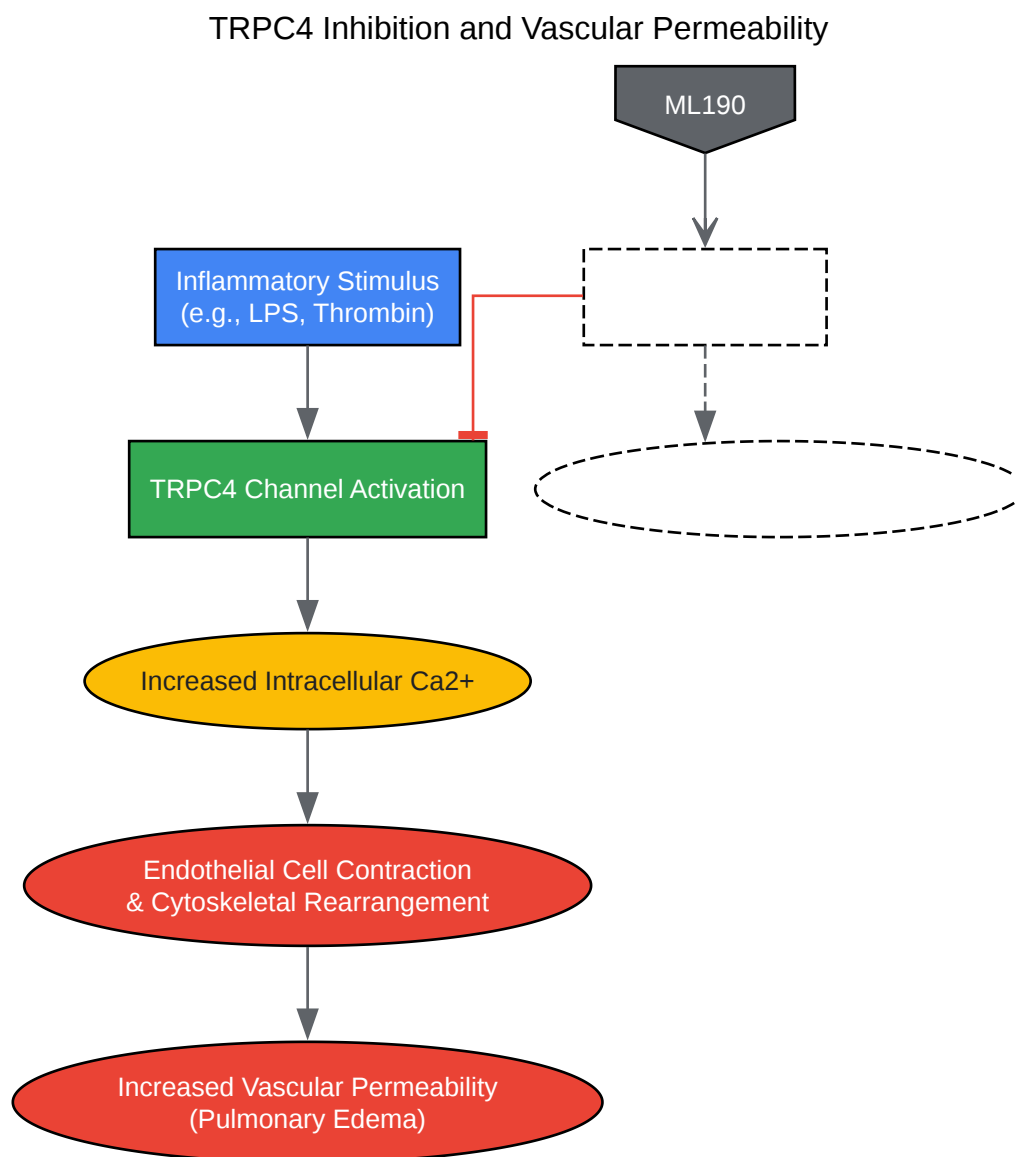 TRPC4 Inhibition and Vascular Permeability
ML190
Inflammatory Stimulus
(e.g., LPS, Thrombin)
TRPC4 Channel Activation
Increased Intracellular Ca2+
Endothelial Cell Contraction
& Cytoskeletal Rearrangement
Increased Vascular Permeability
(Pulmonary Edema)